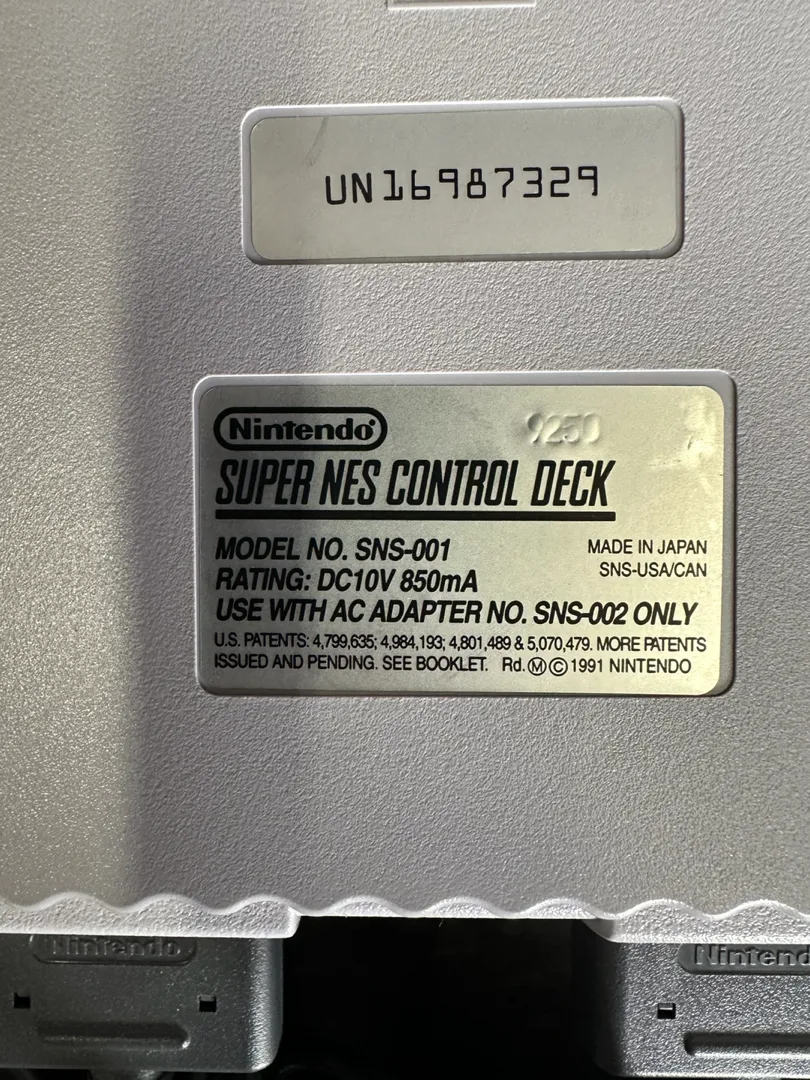 UN16987329
Nintendo®
9250
SUPER NES CONTROL DECK
MODEL NO. SNS-001
MADE IN JAPAN
RATING: DC10V 850mA
SNS-USA/CAN
USE WITH AC ADAPTER NO. SNS-002 ONLY
U.S. PATENTS: 4,799,635; 4,984,193; 4,801,489 & 5,070,479. MORE PATENTS
ISSUED AND PENDING. SEE BOOKLET. Rd.Ⓜ©1991 NINTENDO
Nintendo
Nintendo